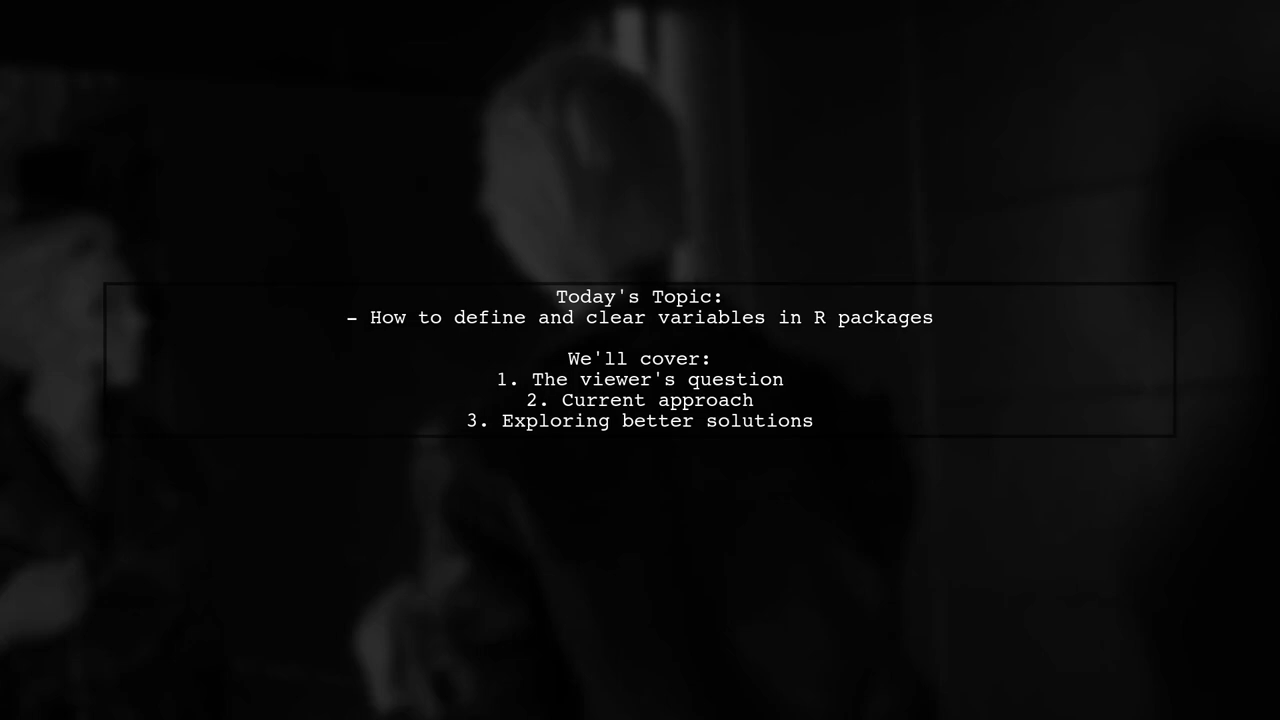 Today's Topic:
- How to define and clear variables in R packages
We'll cover:
1. The viewer's question
2. Current approach
3. Exploring better solutions